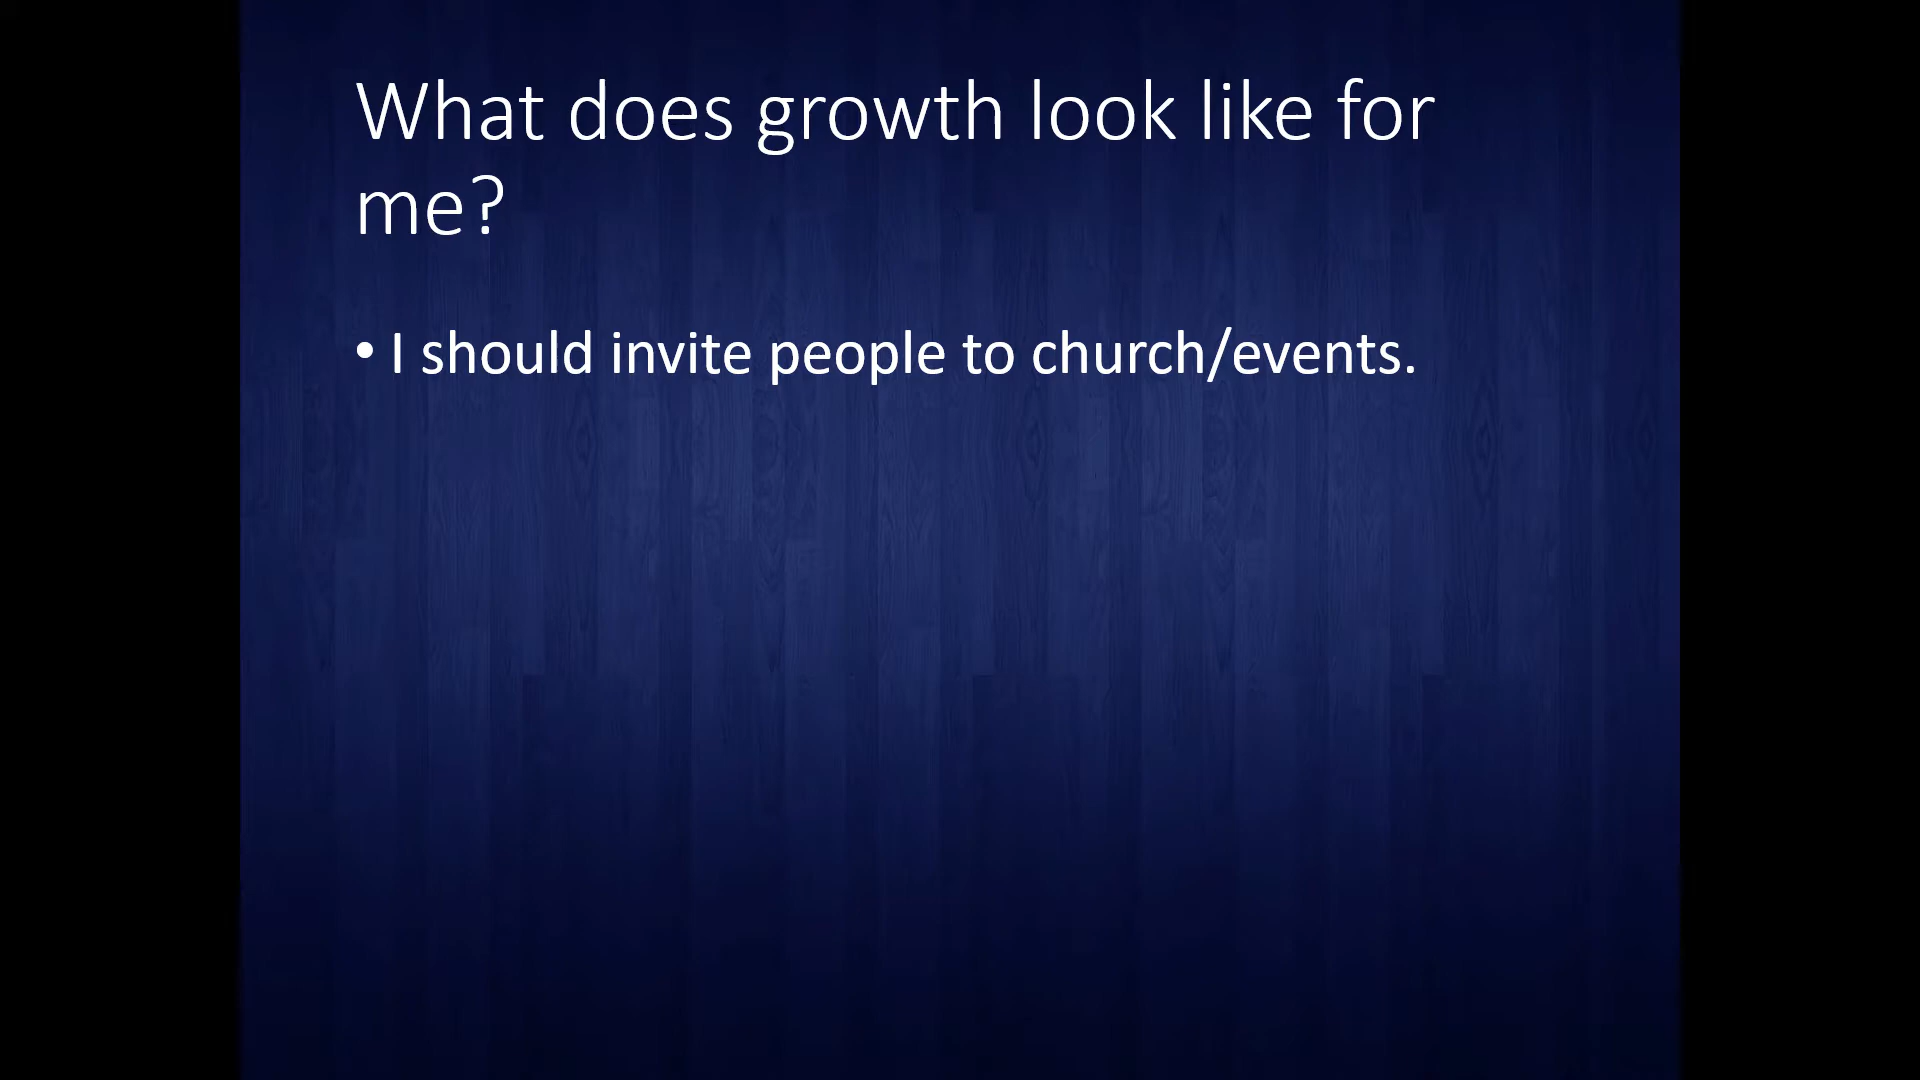 What does growth look like for
me?
• I should invite people to church/events.